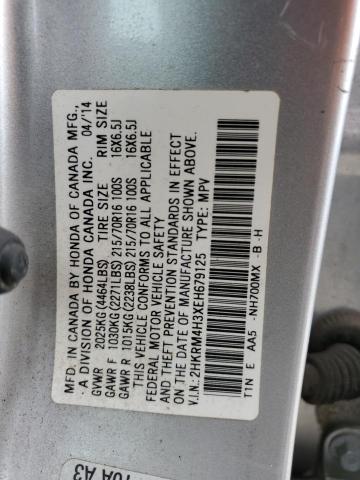 MFD. IN CANADA BY HONDA OF CANADA MFG.,
A DIVISION OF HONDA CANADA INC. 04/14
GVWR 2025KG(4464LBS) TIRE SIZE RIM SIZE
GAWR F 1030KG(2271LBS) 215/70R16 100S 16X6.5J
GAWR R 1015KG(2238LBS) 215/70R16 100S 16X6.5J
THIS VEHICLE CONFORMS TO ALL APPLICABLE
FEDERAL MOTOR VEHICLE SAFETY
AND THEFT PREVENTION STANDARDS IN EFFECT
ON THE DATE OF MANUFACTURE SHOWN ABOVE.
V.I.N.: 2HKRM4H3XEH679125 TYPE: MPV
T1N E AA5 -NH700MX -B -H
10A A3